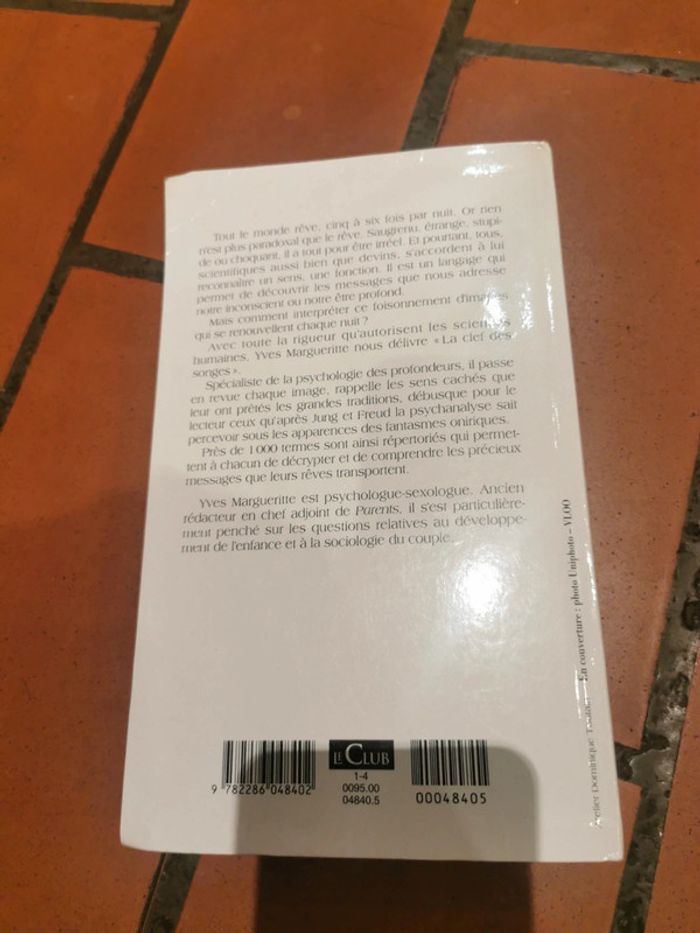 Tout le monde rêve, cinq à six fois par nuit. Or rien
n'est plus paradoxal que le rêve. Saugrenu, étrange, stupi-
de ou choquant, il a tout pour être irréel. Et pourtant, tous,
scientifiques aussi bien que devins, s'accordent à lui
reconnaître un sens, une fonction. Il est un langage qui
permet de découvrir les messages que nous adresse
notre inconscient ou notre être profond.
Mais comment interpréter ce foisonnement d'images
qui se renouvellent chaque nuit ?
Avec toute la rigueur qu'autorisent les sciences
humaines, Yves Margueritte nous délivre « La clef des
songes ».
Spécialiste de la psychologie des profondeurs, il passe
en revue chaque image, rappelle les sens cachés que
leur ont prêtés les grandes traditions, débusque pour le
lecteur ceux qu'après Jung et Freud la psychanalyse sait
percevoir sous les apparences des fantasmes oniriques.
Près de 1 000 termes sont ainsi répertoriés qui permet-
tent à chacun de décrypter et de comprendre les précieux
messages que leurs rêves transportent.
Yves Margueritte est psychologue-sexologue. Ancien
rédacteur en chef adjoint de Parents, il s'est particulière-
ment penché sur les questions relatives au développe-
ment de l'enfance et à la sociologie du couple.
Dominique En couverture : photo Uniphoto – VLOO
LE CLUB
1-4
0095.00
04840.5
9 782286 048402
00048405